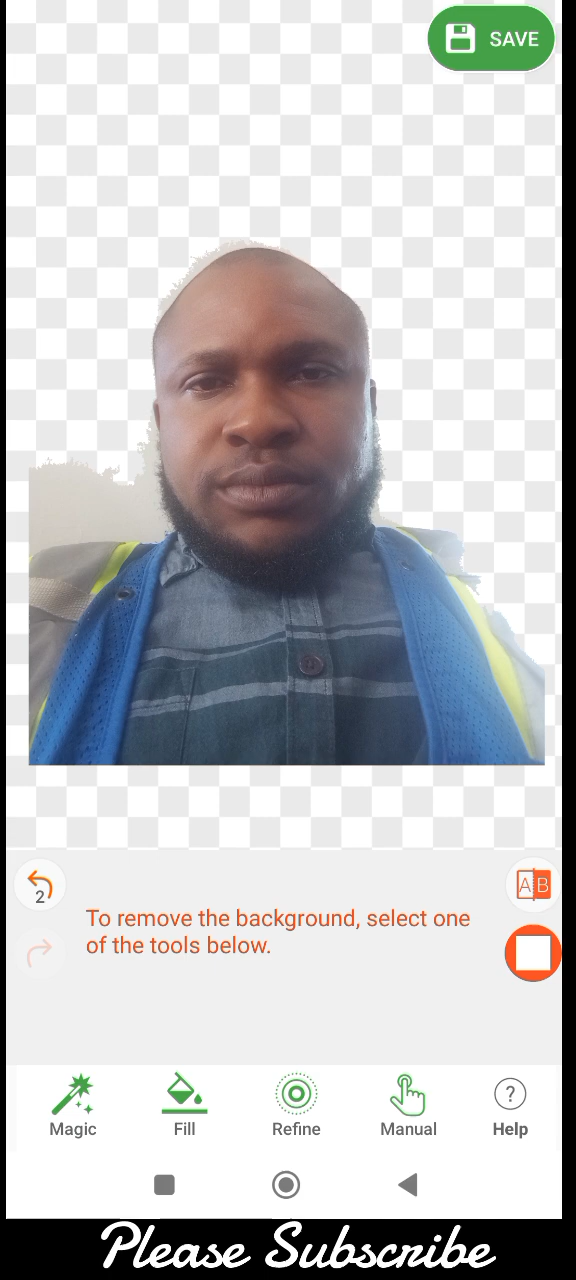 SAVE
2
A B
To remove the background, select one
of the tools below.
Magic Fill Refine Manual ? Help
Please Subscribe